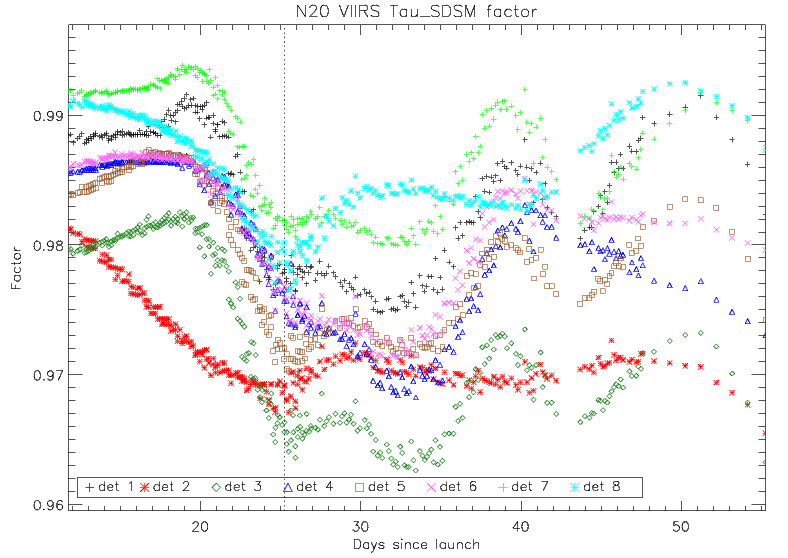 N20 VIIRS Tau_SDSM factor
0.99
0.98
0.97
0.96
Factor
det 1 det 2 det 3 det 4 det 5 det 6 det 7 det 8
20 30 40 50
Days since launch